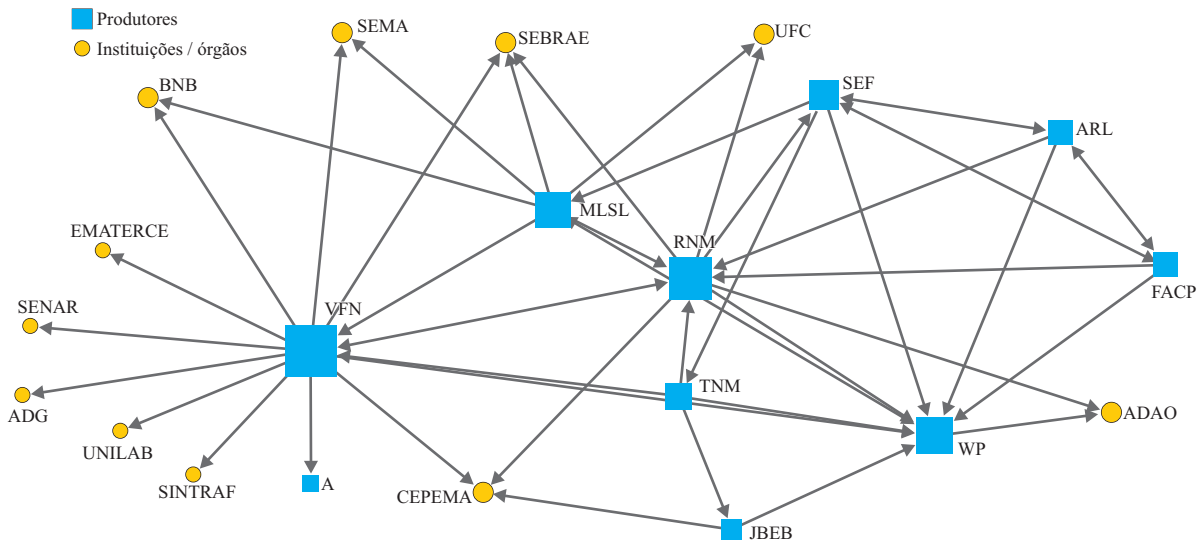 Produtores
Instituições / órgãos
SEMA
SEBRAE
UFC
BNB
SEF
ARL
MLSL
EMATERCE
RNM
FACP
SENAR
VFN
ADG
TNM
ADAO
UNILAB
WP
SINTRAF
A
CEPEMA
JBEB